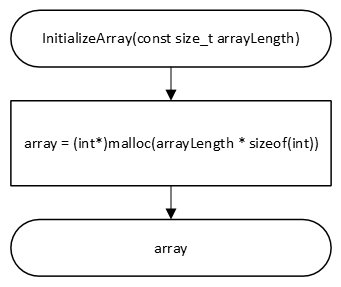 InitializeArray(const size_t arrayLength)
array = (int*)malloc(arrayLength * sizeof(int))
array